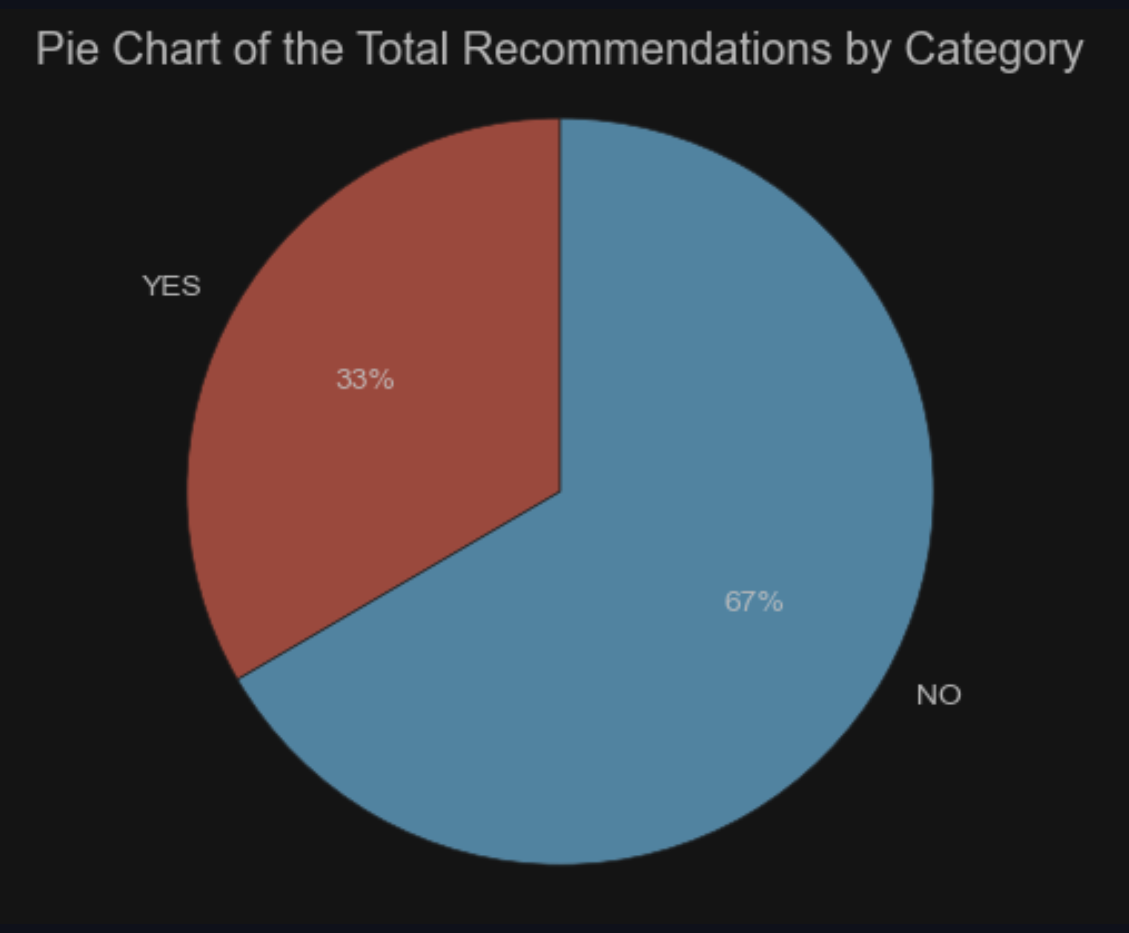 Pie Chart of the Total Recommendations by Category
YES
33%
67%
NO